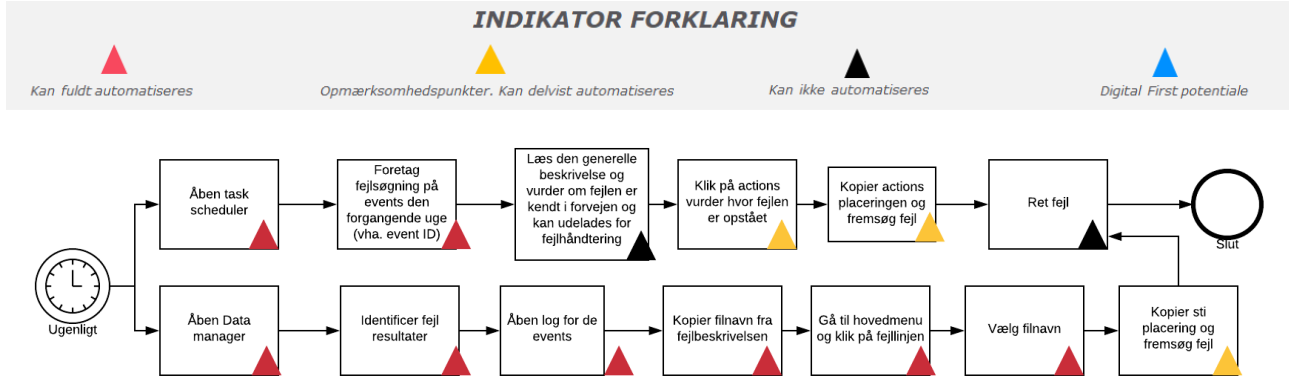 INDIKATOR FORKLARING
Kan fuldt automatiseres
Opmærksomhedspunkter. Kan delvist automatiseres
Kan ikke automatiseres
Digital First potentiale
Åben task
scheduler
Foretag
fejlsøgning på
events den
forgangende uge
(vha. event ID)
Læs den generelle
beskrivelse og
vurder om fejlen er
kendt i forvejen og
kan udelades for
fejlhåndtering
Klik på actions
vurder hvor fejlen
er opstået
Kopier actions
placeringen og
fremsøg fejl
Ret fejl
Slut
Ugenligt
Åben Data
manager
Identificer fejl
resultater
Åben log for de
events
Kopier filnavn fra
fejlbeskrivelsen
Gå til hovedmenu
og klik på fejllinjen
Vælg filnavn
Kopier sti
placering og
fremsøg fejl